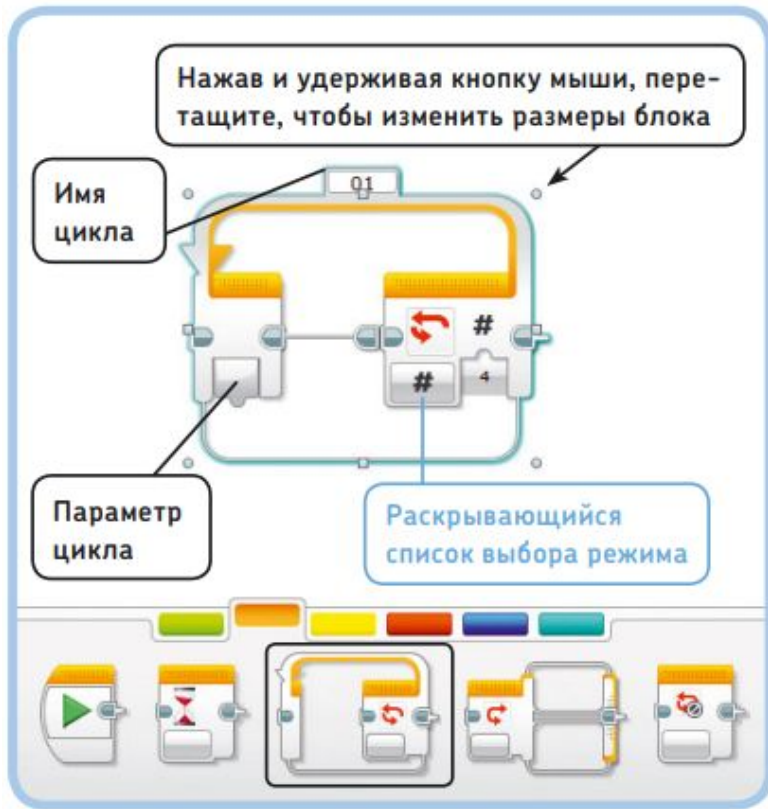 Нажав и удерживая кнопку мыши, пере-
тащите, чтобы изменить размеры блока
Имя
цикла
01
#
#
4
Параметр
цикла
Раскрывающийся
список выбора режима